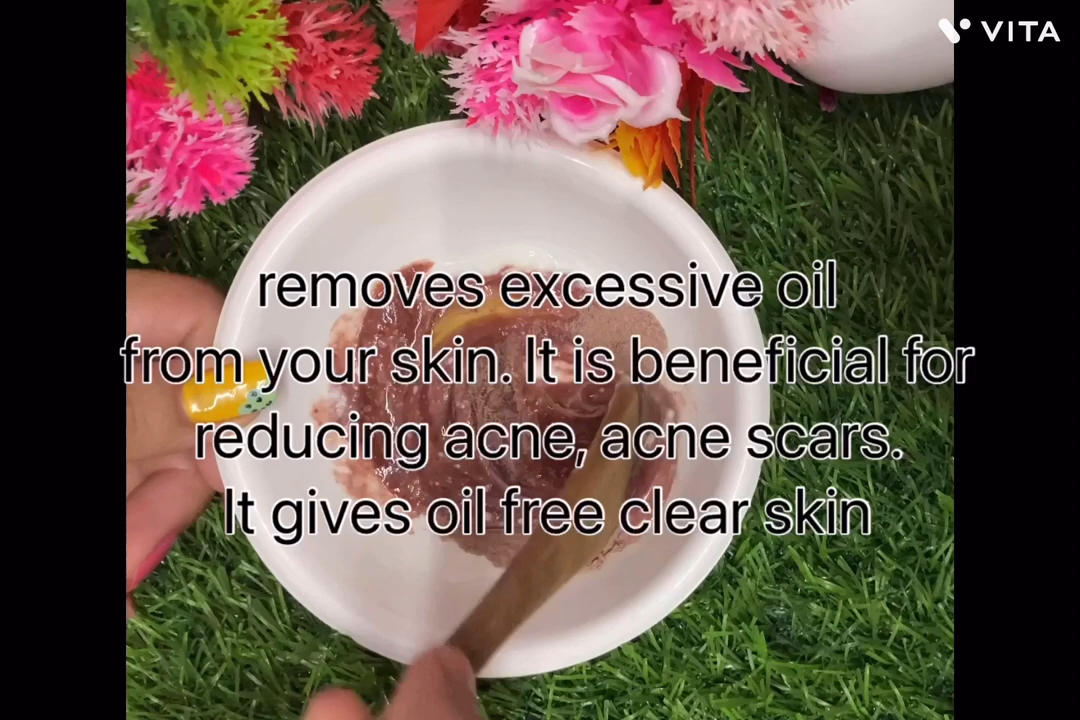 VITA
removes excessive oil
from your skin. It is beneficial for
reducing acne, acne scars.
It gives oil free clear skin